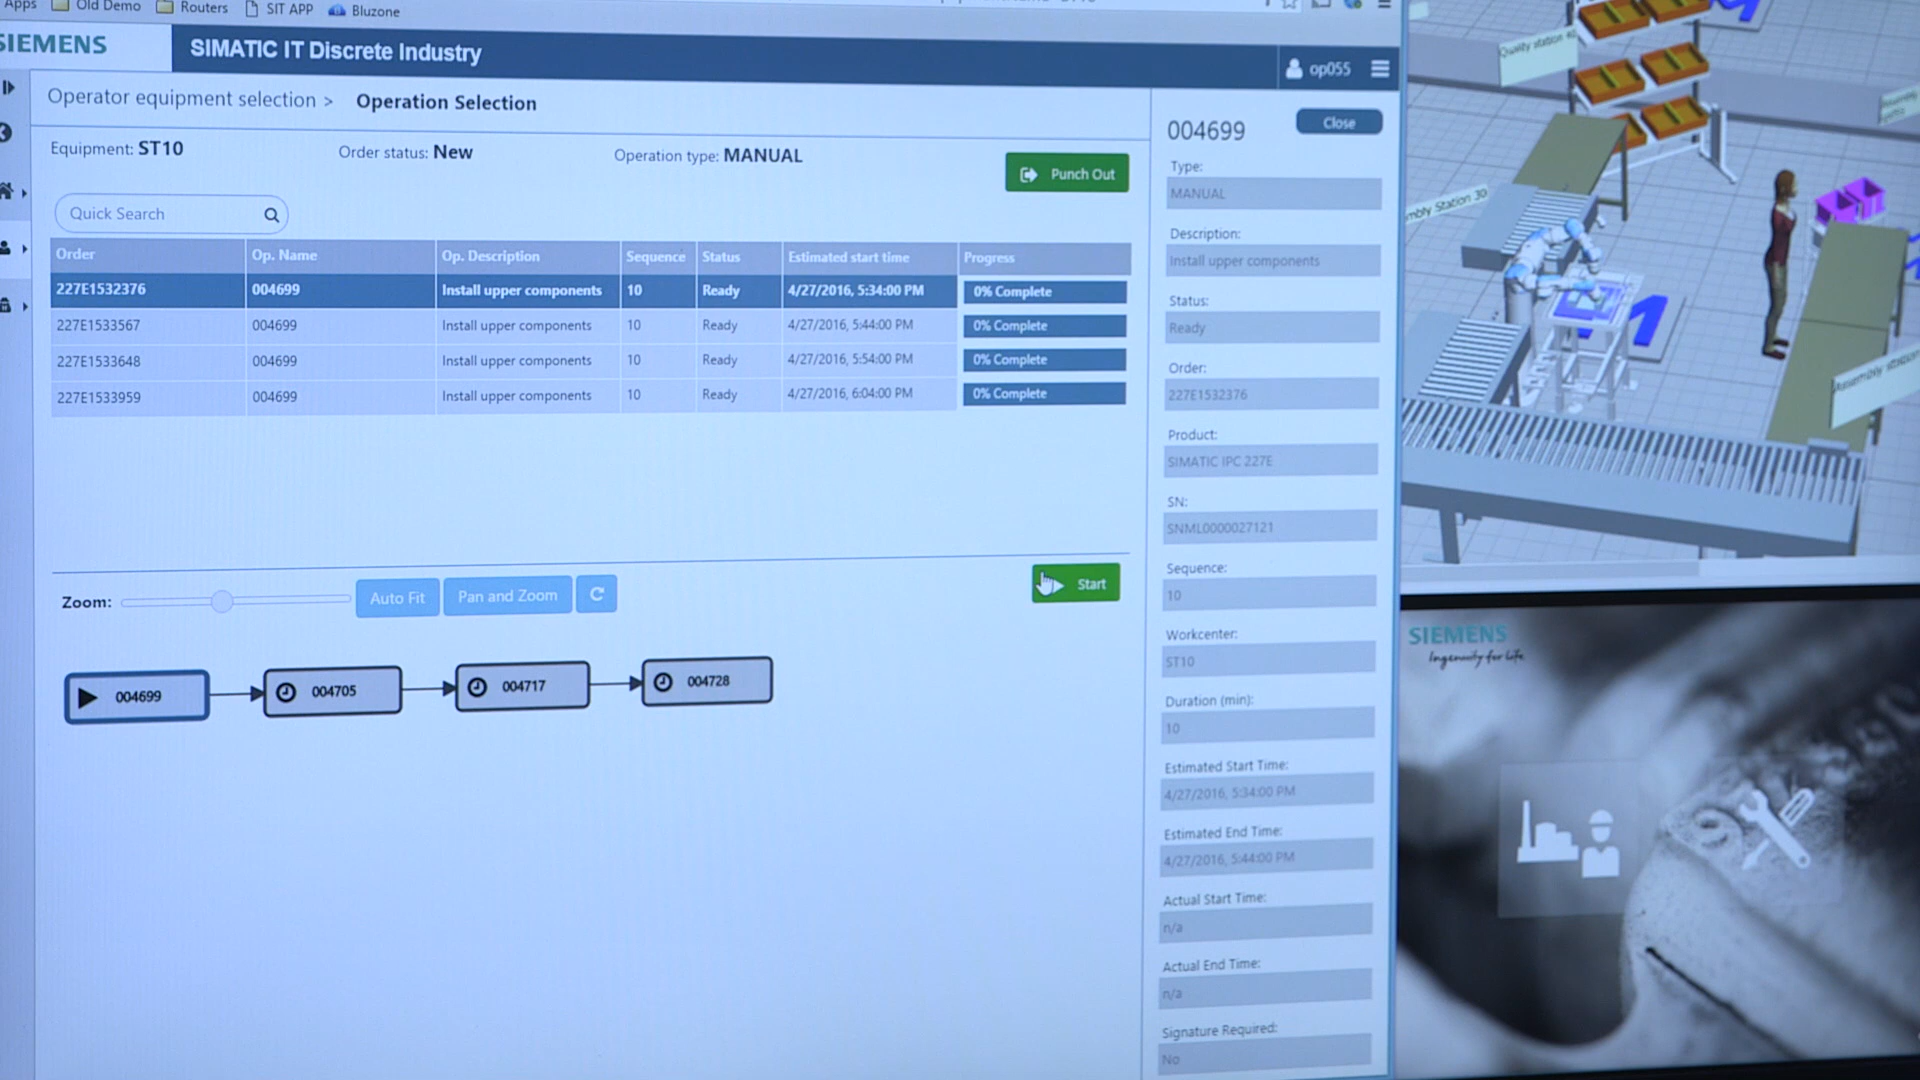 Apps Old Demo Routers SIT APP Bluzone
SIEMENS
SIMATIC IT Discrete Industry
op055
Operator equipment selection > Operation Selection
Equipment: ST10
Order status: New
Operation type: MANUAL
Punch Out
Quick Search
Order Op. Name Op. Description Sequence Status Estimated start time Progress
227E1532376 004699 Install upper components 10 Ready 4/27/2016, 5:34:00 PM 0% Complete
227E1533567 004699 Install upper components 10 Ready 4/27/2016, 5:44:00 PM 0% Complete
227E1533648 004699 Install upper components 10 Ready 4/27/2016, 5:54:00 PM 0% Complete
227E1533959 004699 Install upper components 10 Ready 4/27/2016, 6:04:00 PM 0% Complete
Zoom:
Auto Fit
Pan and Zoom
Start
004699
004705
004717
004728
004699
Close
Type:
MANUAL
Description:
Install upper components
Status:
Ready
Order:
227E1532376
Product:
SIMATIC IPC 227E
SN:
SNML0000027121
Sequence:
10
Workcenter:
ST10
Duration (min):
10
Estimated Start Time:
4/27/2016, 5:34:00 PM
Estimated End Time:
4/27/2016, 5:44:00 PM
Actual Start Time:
n/a
Actual End Time:
n/a
Signature Required:
No
Quality station 40
mbly Station 30
Assembly station
SIEMENS
Ingenuity for life